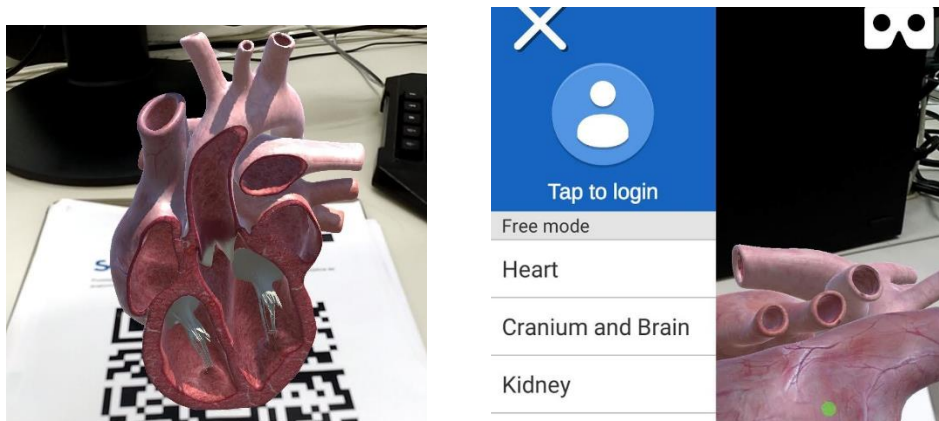 Tap to login
Free mode
Heart
Cranium and Brain
Kidney